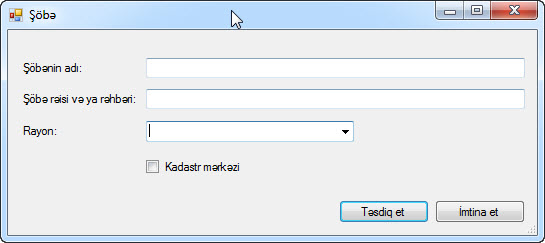 Şöbə
Şöbənin adı:
Şöbə rəisi və ya rəhbəri:
Rayon:
Kadastr mərkəzi
Təsdiq et
İmtina et